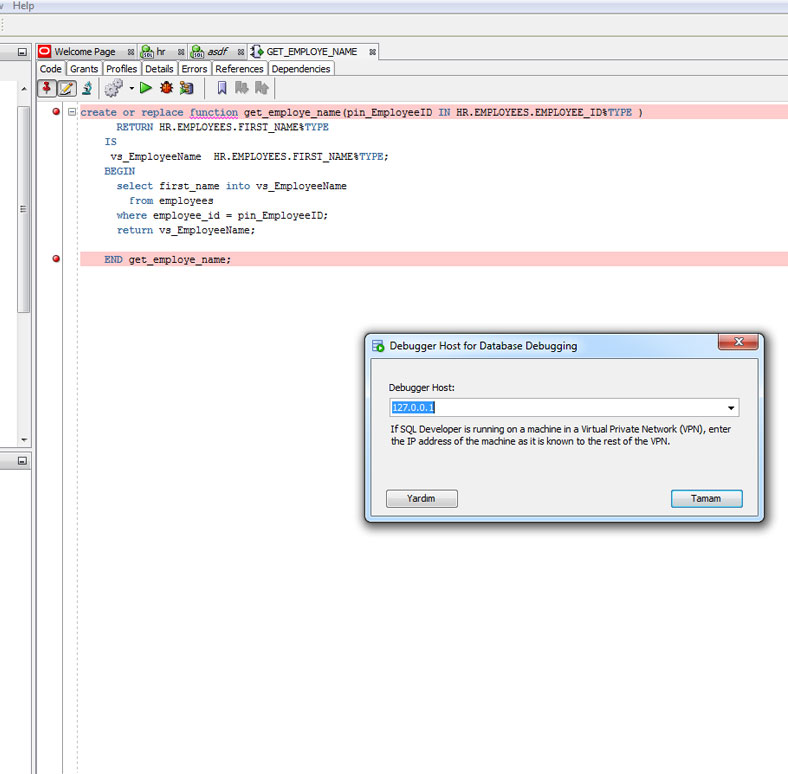 Help
Welcome Page hr asdf GET_EMPLOYE_NAME
Code Grants Profiles Details Errors References Dependencies
create or replace function get_employe_name(pin_EmployeeID IN HR.EMPLOYEES.EMPLOYEE_ID%TYPE )
RETURN HR.EMPLOYEES.FIRST_NAME%TYPE
IS
vs_EmployeeName HR.EMPLOYEES.FIRST_NAME%TYPE;
BEGIN
select first_name into vs_EmployeeName
from employees
where employee_id = pin_EmployeeID;
return vs_EmployeeName;
END get_employe_name;
Debugger Host for Database Debugging
Debugger Host:
127.0.0.1
If SQL Developer is running on a machine in a Virtual Private Network (VPN), enter
the IP address of the machine as it is known to the rest of the VPN.
Yardım Tamam